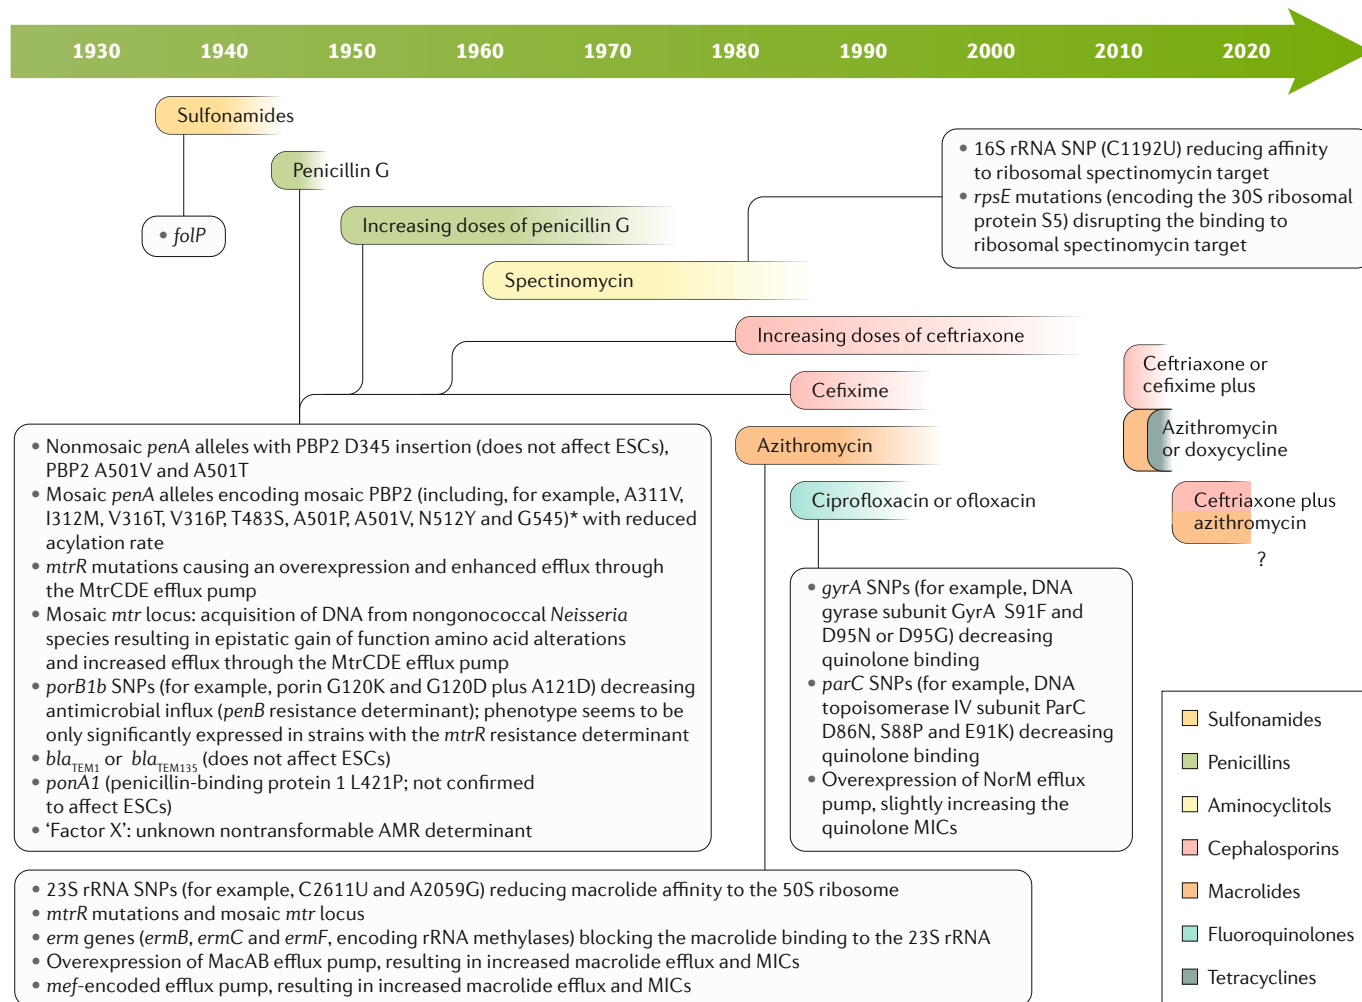 1930 1940 1950 1960 1970 1980 1990 2000 2010 2020
Sulfonamides
• folP
Penicillin G
Increasing doses of penicillin G
Spectinomycin
• 16S rRNA SNP (C1192U) reducing affinity
to ribosomal spectinomycin target
• rpsE mutations (encoding the 30S ribosomal
protein S5) disrupting the binding to
ribosomal spectinomycin target
Increasing doses of ceftriaxone
Cefixime
Azithromycin
Ciprofloxacin or ofloxacin
Ceftriaxone or
cefixime plus
Azithromycin
or doxycycline
Ceftriaxone plus
azithromycin
?
• Nonmosaic penA alleles with PBP2 D345 insertion (does not affect ESCs),
PBP2 A501V and A501T
• Mosaic penA alleles encoding mosaic PBP2 (including, for example, A311V,
I312M, V316T, V316P, T483S, A501P, A501V, N512Y and G545)* with reduced
acylation rate
• mtrR mutations causing an overexpression and enhanced efflux through
the MtrCDE efflux pump
• Mosaic mtr locus: acquisition of DNA from nongonococcal Neisseria
species resulting in epistatic gain of function amino acid alterations
and increased efflux through the MtrCDE efflux pump
• porB1b SNPs (for example, porin G120K and G120D plus A121D) decreasing
antimicrobial influx (penB resistance determinant); phenotype seems to be
only significantly expressed in strains with the mtrR resistance determinant
• blaTEM1 or blaTEM135 (does not affect ESCs)
• ponA1 (penicillin-binding protein 1 L421P; not confirmed
to affect ESCs)
• ‘Factor X’: unknown nontransformable AMR determinant
• gyrA SNPs (for example, DNA
gyrase subunit GyrA S91F and
D95N or D95G) decreasing
quinolone binding
• parC SNPs (for example, DNA
topoisomerase IV subunit ParC
D86N, S88P and E91K) decreasing
quinolone binding
• Overexpression of NorM efflux
pump, slightly increasing the
quinolone MICs
• 23S rRNA SNPs (for example, C2611U and A2059G) reducing macrolide affinity to the 50S ribosome
• mtrR mutations and mosaic mtr locus
• erm genes (ermB, ermC and ermF, encoding rRNA methylases) blocking the macrolide binding to the 23S rRNA
• Overexpression of MacAB efflux pump, resulting in increased macrolide efflux and MICs
• mef-encoded efflux pump, resulting in increased macrolide efflux and MICs
Sulfonamides
Penicillins
Aminocyclitols
Cephalosporins
Macrolides
Fluoroquinolones
Tetracyclines